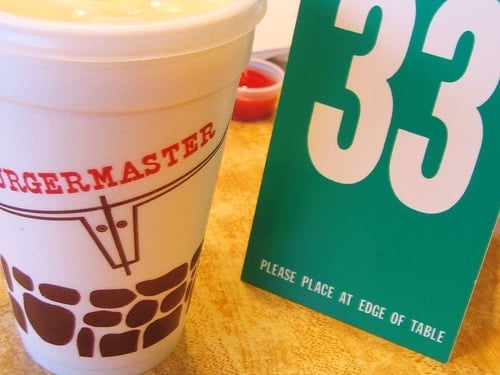 URGERMASTER
33
PLEASE PLACE AT EDGE OF TABLE